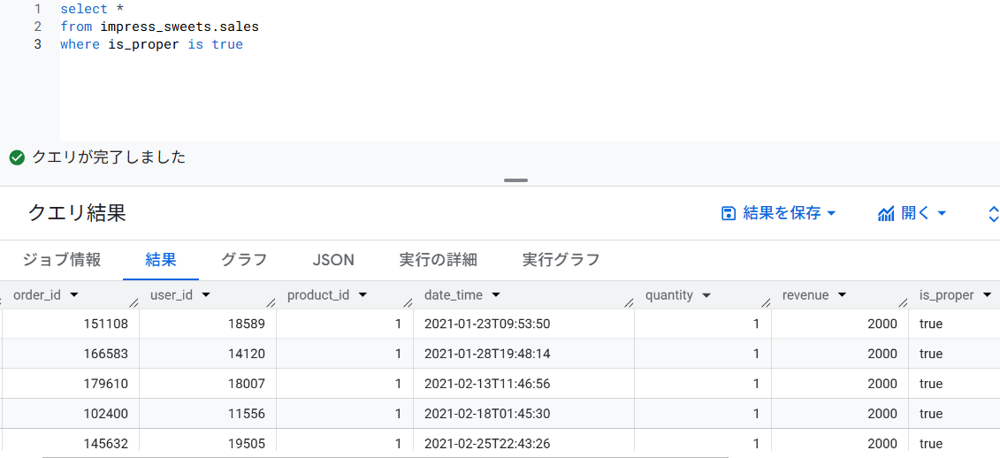 1 select *
2 from impress_sweets.sales
3 where is_proper is true
クエリが完了しました
クエリ結果 結果を保存 開く
ジョブ情報 結果 グラフ JSON 実行の詳細 実行グラフ
order_id user_id product_id date_time quantity revenue is_proper
151108 18589 1 2021-01-23T09:53:50 1 2000 true
166583 14120 1 2021-01-28T19:48:14 1 2000 true
179610 18007 1 2021-02-13T11:46:56 1 2000 true
102400 11556 1 2021-02-18T01:45:30 1 2000 true
145632 19505 1 2021-02-25T22:43:26 1 2000 true